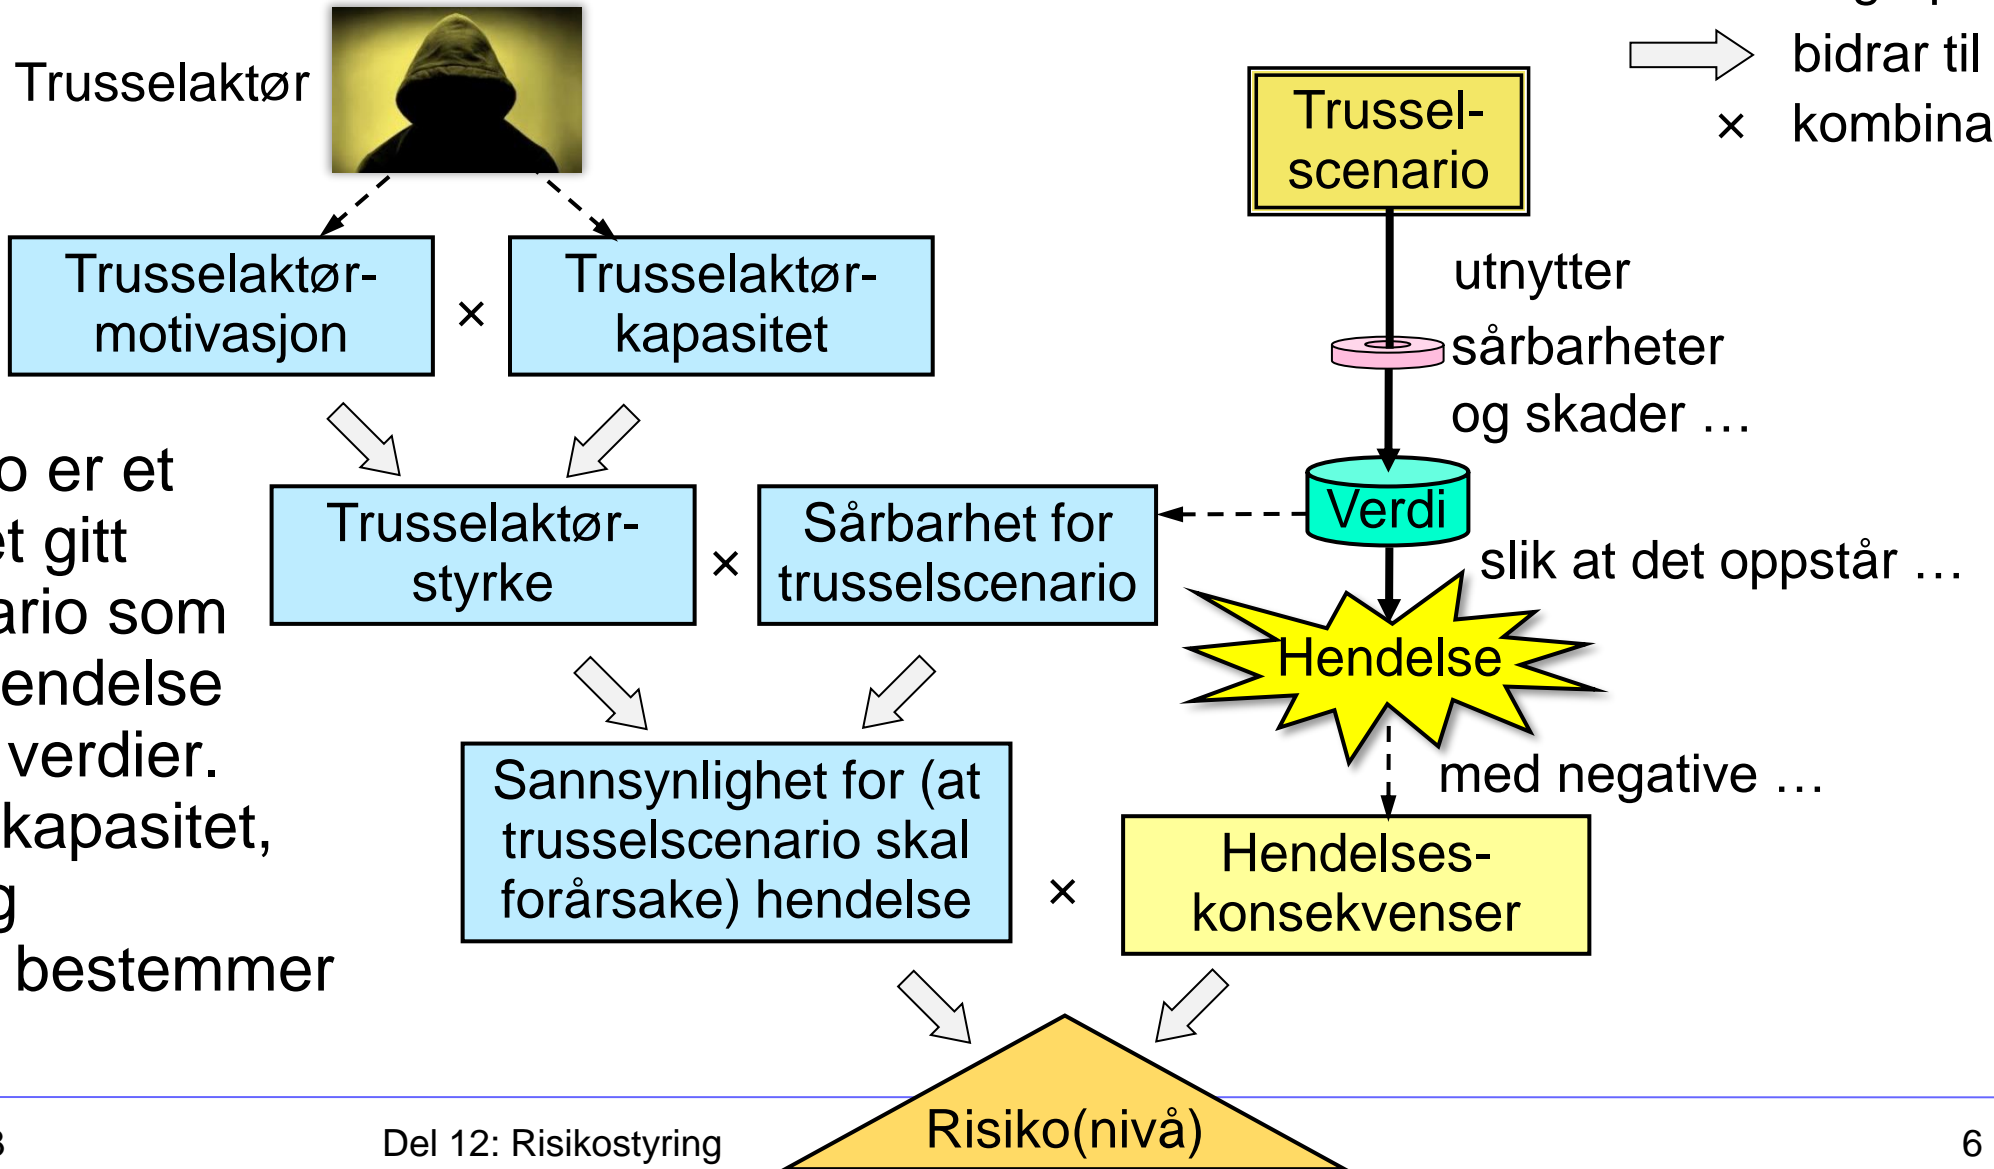 Trusselaktør
bidrar til
× kombina
Trussel-
scenario
Trusselaktør-
motivasjon
×
Trusselaktør-
kapasitet
utnytter
sårbarheter
og skader …
o er et
et gitt
ario som
endelse
verdier.
kapasitet,
g
bestemmer
Trusselaktør-
styrke
×
Sårbarhet for
trusselscenario
Verdi
slik at det oppstår …
Hendelse
med negative …
Sannsynlighet for (at
trusselscenario skal
forårsake) hendelse
×
Hendelses-
konsekvenser
Risiko(nivå)
Del 12: Risikostyring
6